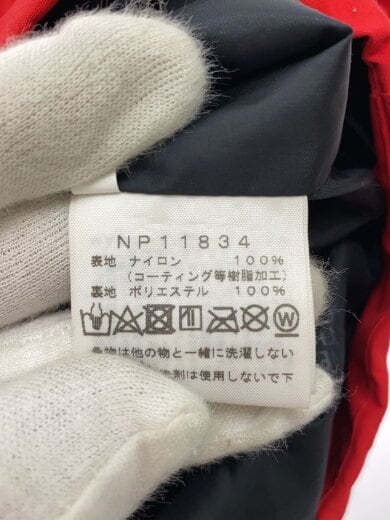 NP11834
表地 ナイロン 100%
(コーティング等樹脂加工)
裏地 ポリエステル 100%
W
色物は他の物と一緒に洗濯しない
剤は使用しないで下